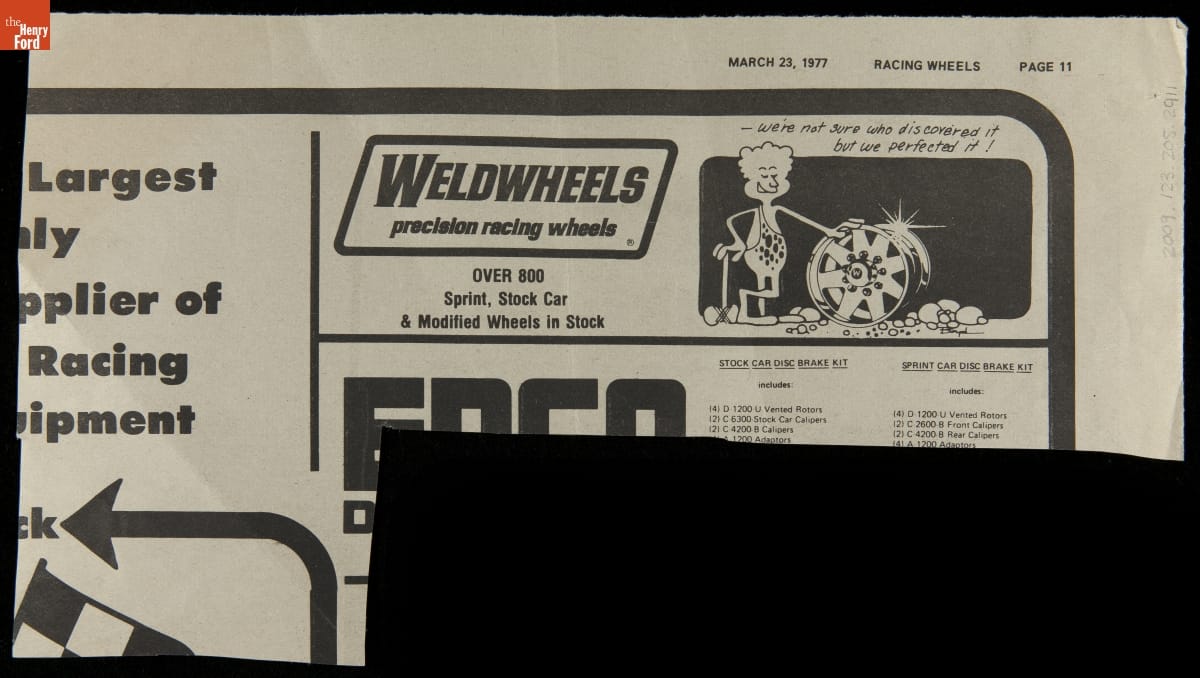 the
Henry
Ford
MARCH 23, 1977 RACING WHEELS PAGE 11
2009.123.205.2911
Largest
pplier of
Racing
uipment
ck
WELDWHEELS
precision racing wheels ®
OVER 800
Sprint, Stock Car
& Modified Wheels in Stock
— we're not sure who discovered it
but we perfected it !
W
EDCO
D
STOCK CAR DISC BRAKE KIT
includes:
(4) D-1200-U Vented Rotors
(2) C 6300-Stock Car Calipers
(2) C-4200-B Calipers
(4) A 1200 Adaptors
SPRINT CAR DISC BRAKE KIT
includes:
(4) D-1200-U Vented Rotors
(2) C-2600-B Front Calipers
(2) C-4200-B Rear Calipers
(4) A-1200 Adaptors